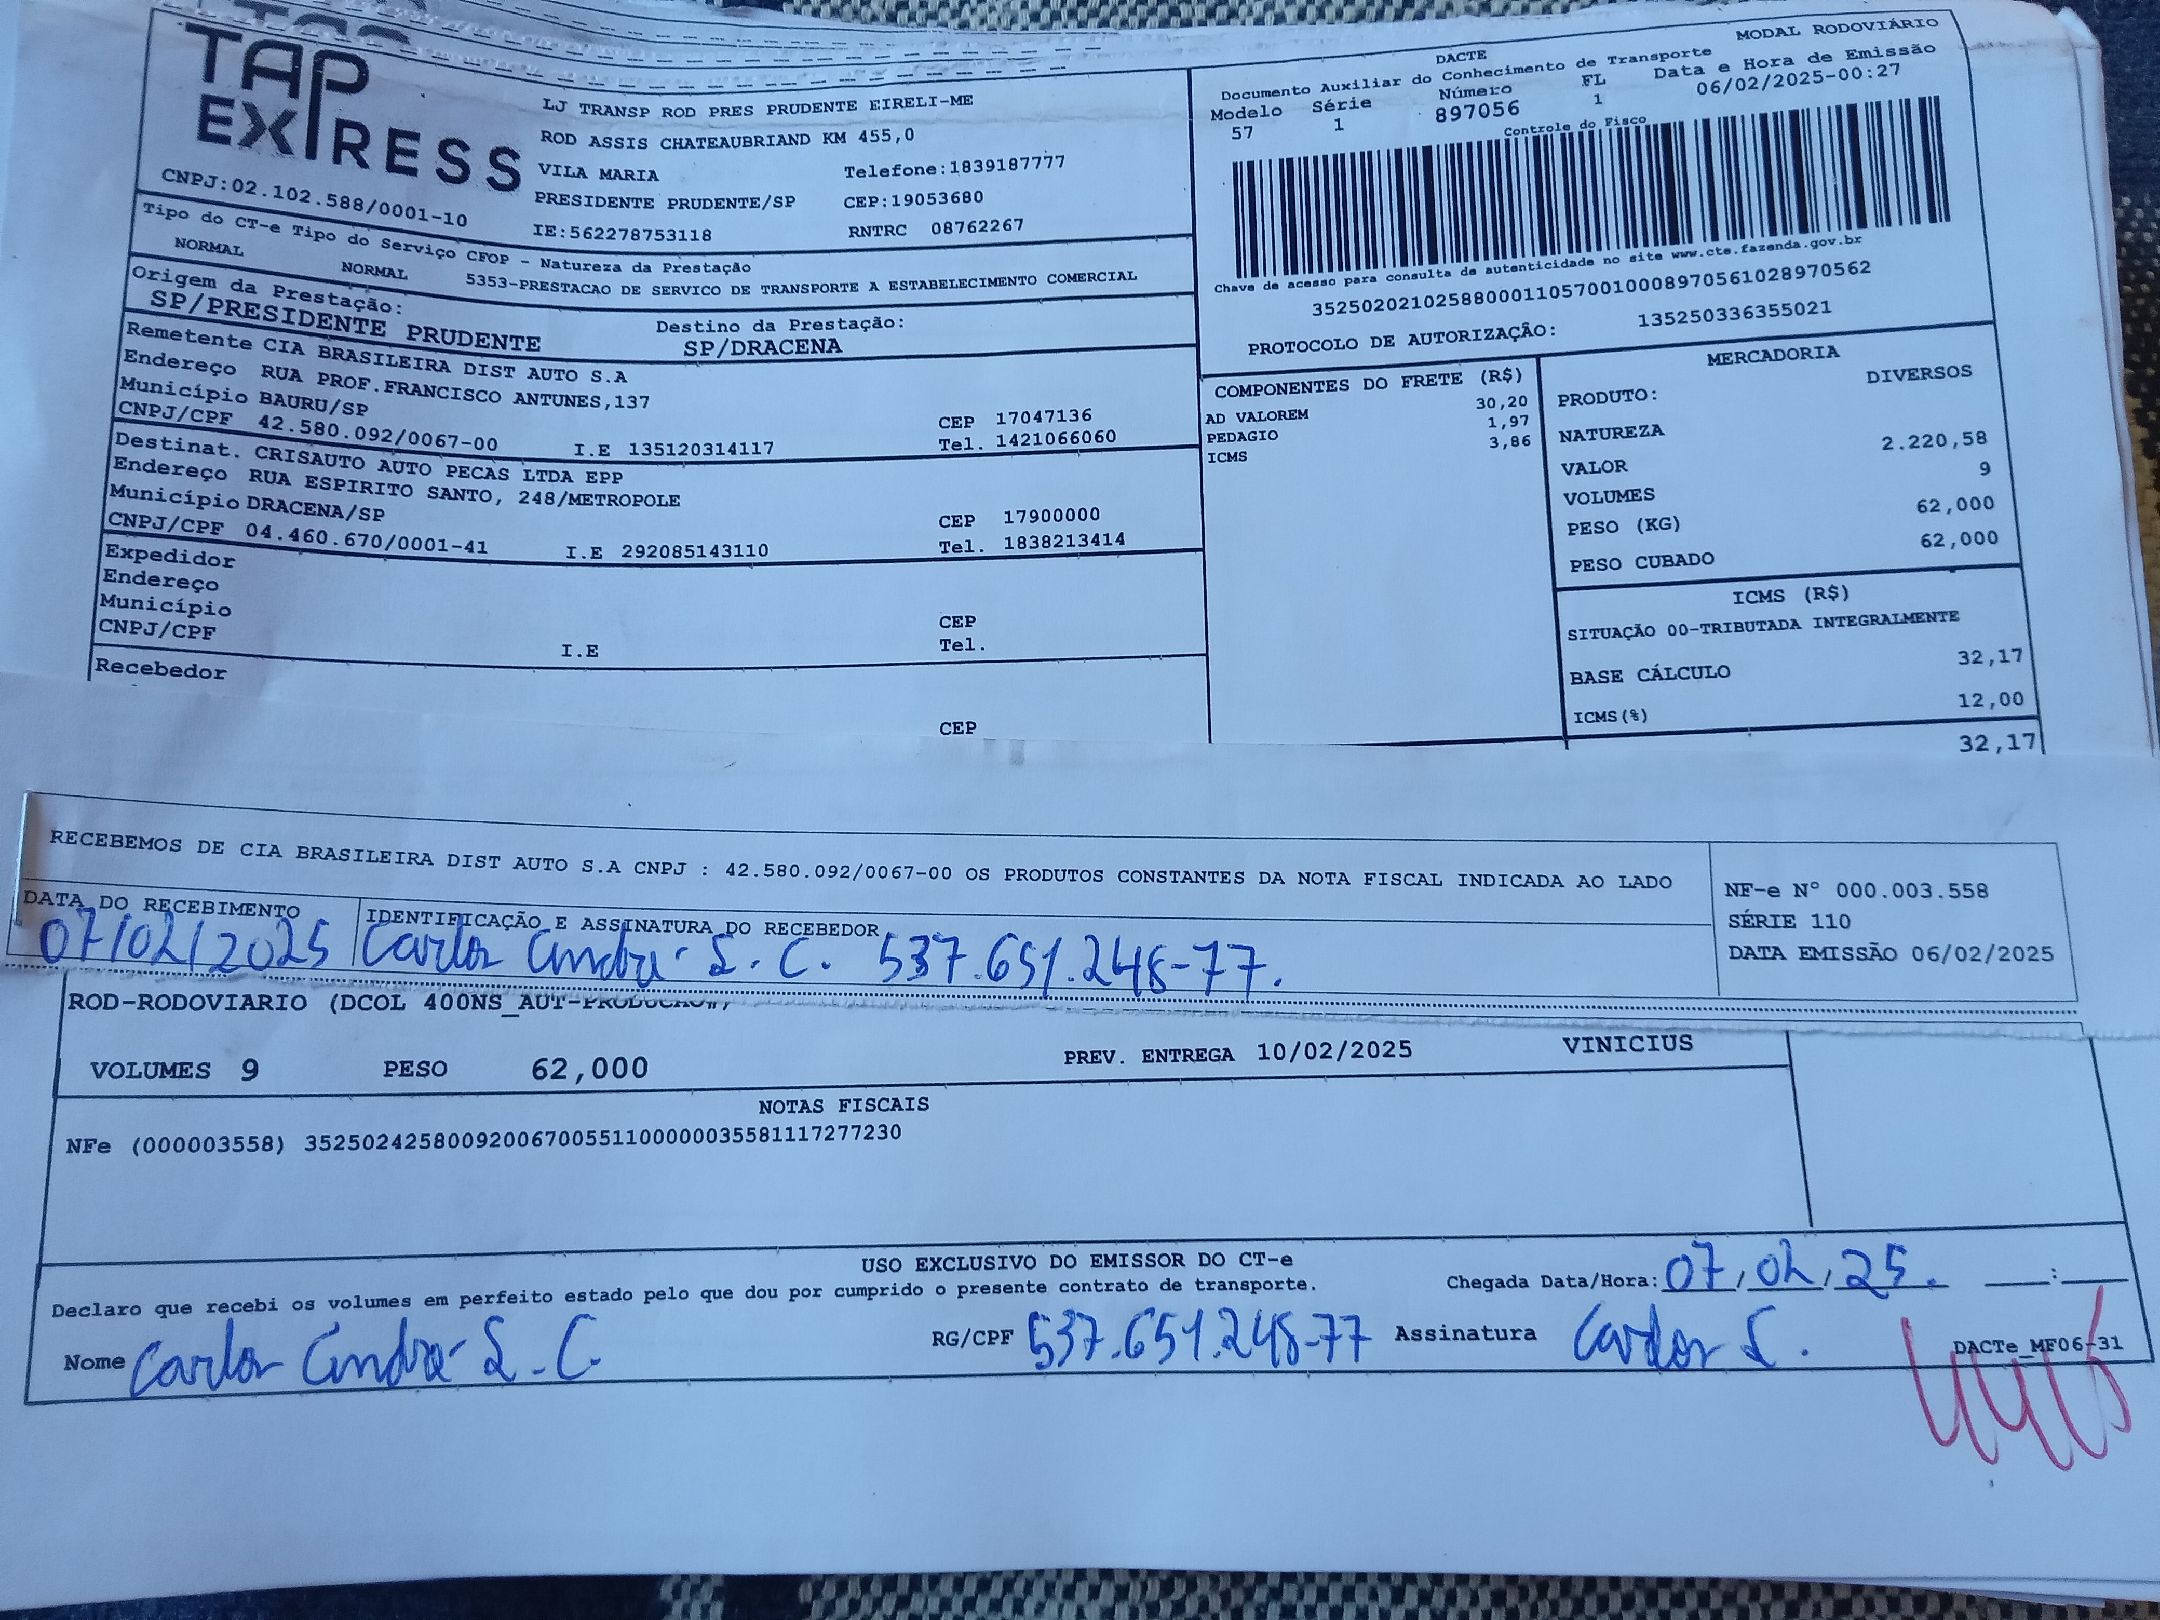 TAP
EXPRESS
CNPJ:02.102.588/0001-10
LJ TRANSP ROD PRES PRUDENTE EIRELI-ME
ROD ASSIS CHATEAUBRIAND KM 455,0
VILA MARIA Telefone:1839187777
PRESIDENTE PRUDENTE/SP CEP:19053680
IE:562278753118 RNTRC 08762267
Tipo do CT-e Tipo do Serviço CFOP - Natureza da Prestação
NORMAL NORMAL 5353-PRESTACAO DE SERVICO DE TRANSPORTE A ESTABELECIMENTO COMERCIAL
Origem da Prestação: Destino da Prestação:
SP/PRESIDENTE PRUDENTE SP/DRACENA
Remetente CIA BRASILEIRA DIST AUTO S.A
Endereço RUA PROF.FRANCISCO ANTUNES,137
Município BAURU/SP CEP 17047136
CNPJ/CPF 42.580.092/0067-00 I.E 135120314117 Tel. 1421066060
Destinat. CRISAUTO AUTO PECAS LTDA EPP
Endereço RUA ESPIRITO SANTO, 248/METROPOLE
Município DRACENA/SP CEP 17900000
CNPJ/CPF 04.460.670/0001-41 I.E 292085143110 Tel. 1838213414
Expedidor
Endereço
Município CEP
CNPJ/CPF I.E Tel.
Recebedor
CEP
MODAL RODOVIÁRIO
DACTE
Documento Auxiliar do Conhecimento de Transporte
Modelo Série Número FL Data e Hora de Emissão
57 1 897056 1 06/02/2025-00:27
Controle do Fisco
Chave de acesso para consulta de autenticidade no site www.cte.fazenda.gov.br
35250202102588000110570010008970561028970562
PROTOCOLO DE AUTORIZAÇÃO: 135250336355021
COMPONENTES DO FRETE (R$)
AD VALOREM 30,20
PEDAGIO 1,97
ICMS 3,86
MERCADORIA
PRODUTO: DIVERSOS
NATUREZA
VALOR 2.220,58
VOLUMES 9
PESO (KG) 62,000
PESO CUBADO 62,000
ICMS (R$)
SITUAÇÃO 00-TRIBUTADA INTEGRALMENTE
BASE CÁLCULO 32,17
ICMS(%) 12,00
32,17
RECEBEMOS DE CIA BRASILEIRA DIST AUTO S.A CNPJ : 42.580.092/0067-00 OS PRODUTOS CONSTANTES DA NOTA FISCAL INDICADA AO LADO
DATA DO RECEBIMENTO IDENTIFICAÇÃO E ASSINATURA DO RECEBEDOR
07/02/2025 Carlos André S. C. 537.651.248-77.
NF-e N° 000.003.558
SÉRIE 110
DATA EMISSÃO 06/02/2025
ROD-RODOVIARIO (DCOL 400NS_AUT-PRODUCAO
VOLUMES 9 PESO 62,000 PREV. ENTREGA 10/02/2025 VINICIUS
NOTAS FISCAIS
NFe (000003558) 35250242580092006700551100000035581117277230
USO EXCLUSIVO DO EMISSOR DO CT-e
Declaro que recebi os volumes em perfeito estado pelo que dou por cumprido o presente contrato de transporte. Chegada Data/Hora: 07/02/25. __:__
Nome Carlos André S. C. RG/CPF 537.651.248-77 Assinatura Carlos S. DACTe_MF06-31